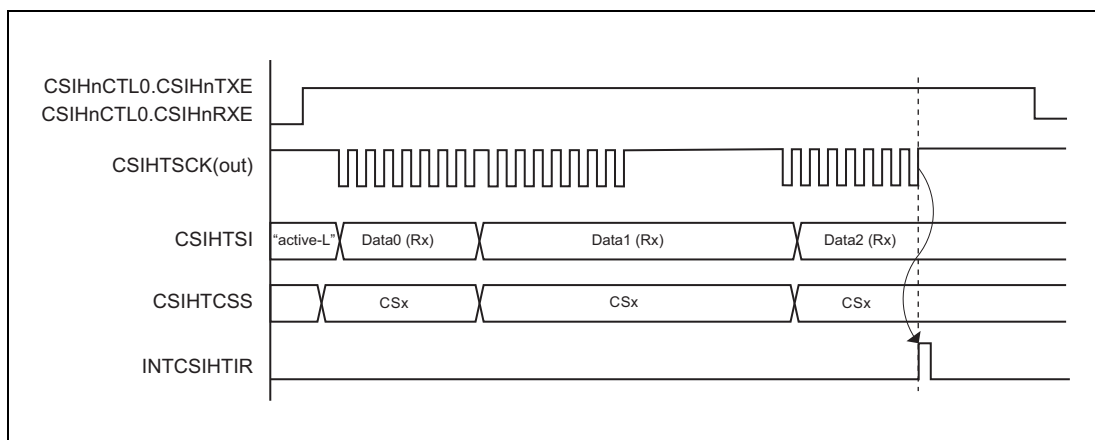 CSIHnCTL0.CSIHnTXE
CSIHnCTL0.CSIHnRXE
CSIHTSCK(out)
CSIHTSI
"active-L"
Data0 (Rx)
Data1 (Rx)
Data2 (Rx)
CSIHTCSS
CSx
CSx
CSx
INTCSIHTIR